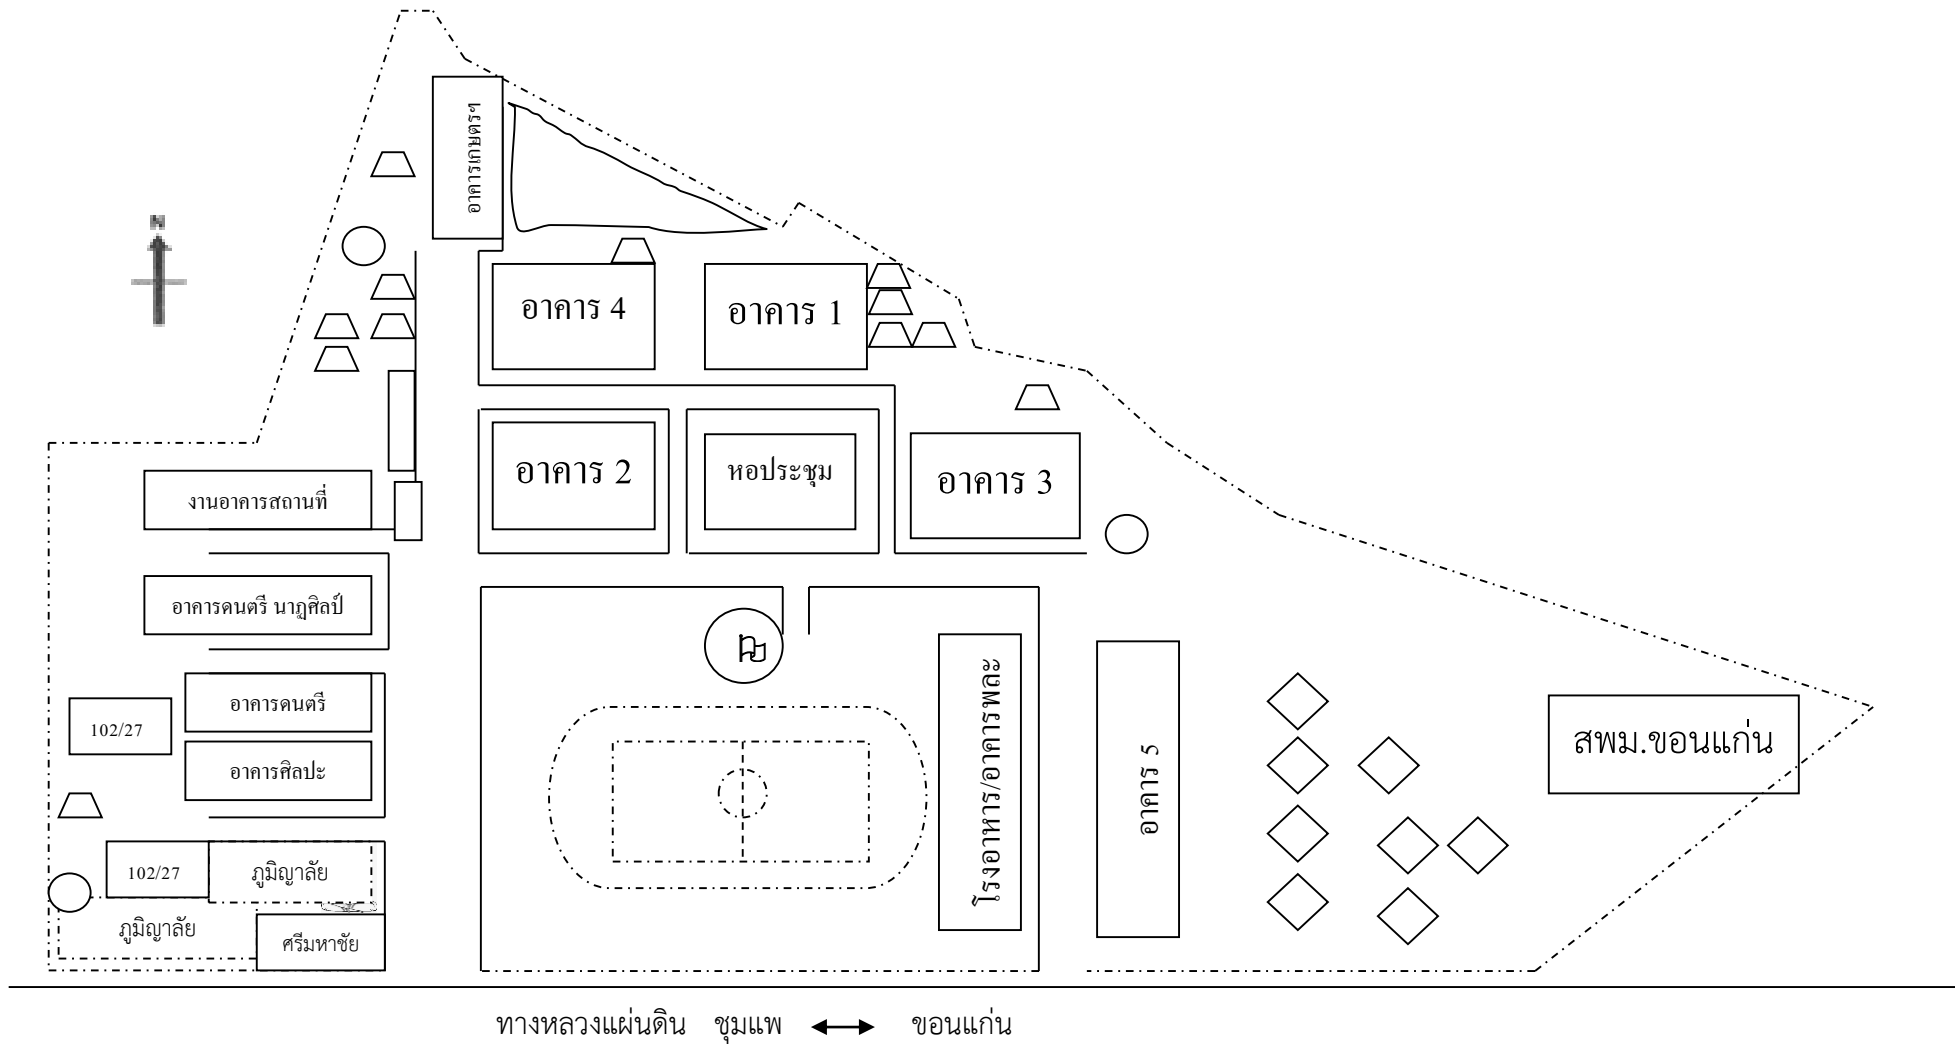 อาคารเกษตรฯ
N
อาคาร 4
อาคาร 1
อาคาร 2
หอประชุม
อาคาร 3
งานอาคารสถานที่
อาคารดนตรี นาฏศิลป์
อาคารดนตรี
102/27
อาคารศิลปะ
โรงอาหาร/อาคารพละ
อาคาร 5
สพม.ขอนแก่น
102/27
ภูมิญาลัย
ภูมิญาลัย
ศรีมหาชัย
ทางหลวงแผ่นดิน ชุมแพ ขอนแก่น